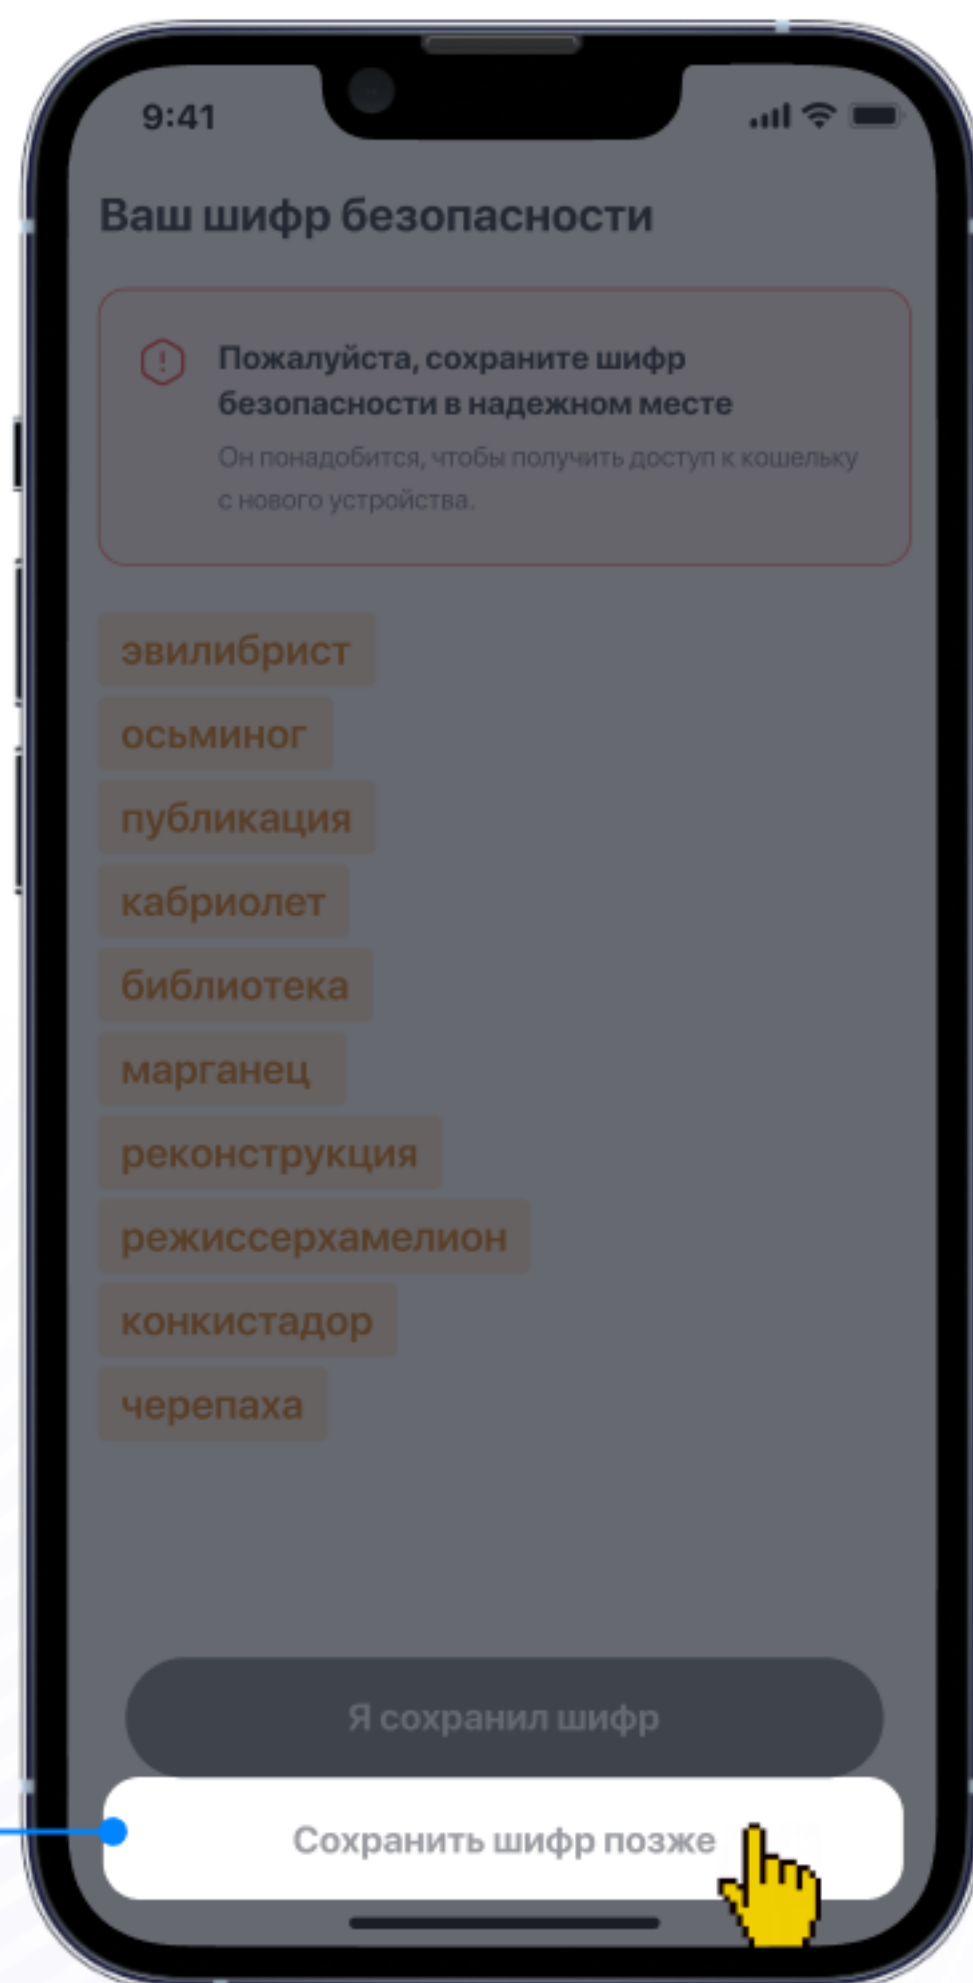 9:41
Ваш шифр безопасности
Пожалуйста, сохраните шифр
безопасности в надежном месте
Он понадобится, чтобы получить доступ к кошельку
с нового устройства.
эвилибрист
осьминог
публикация
кабриолет
библиотека
марганец
реконструкция
режиссерхамелион
конкистадор
черепаха
Я сохранил шифр
Сохранить шифр позже